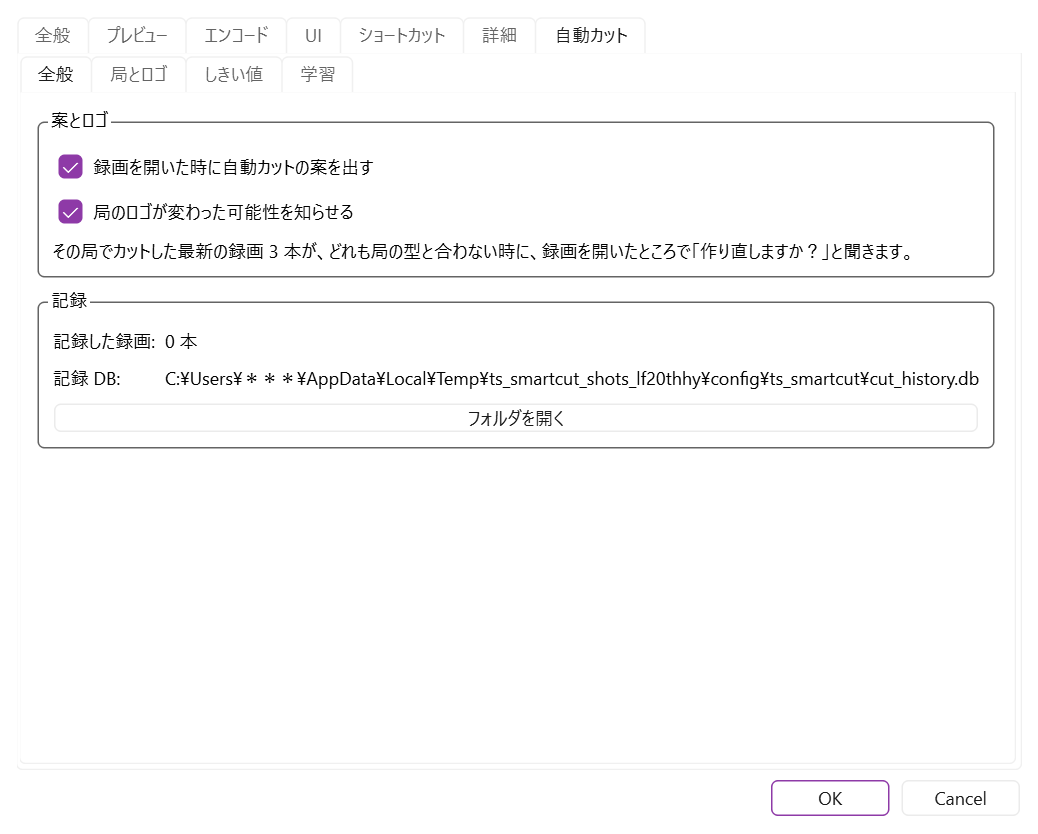 全般 プレビュー エンコード UI ショートカット 詳細 自動カット
全般 局とロゴ しきい値 学習
案とロゴ
録画を開いた時に自動カットの案を出す
局のロゴが変わった可能性を知らせる
その局でカットした最新の録画 3 本が、どれも局の型と合わない時に、録画を開いたところで「作り直しますか？」と聞きます。
記録
記録した録画: 0 本
記録 DB: C:¥Users¥＊＊＊¥AppData¥Local¥Temp¥ts_smartcut_shots_lf20thhy¥config¥ts_smartcut¥cut_history.db
フォルダを開く
OK Cancel